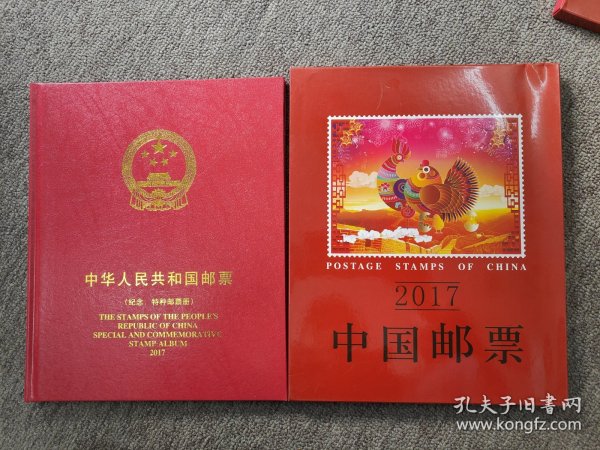 中华人民共和国邮票
（纪念 特种邮票册）
THE STAMPS OF THE PEOPLE'S
REPUBLIC OF CHINA
SPECIAL AND COMMEMORATIVE
STAMP ALBUM
2017
POSTAGE STAMPS OF CHINA
2017
中国邮票
孔夫子旧书网
www.kongfz.com